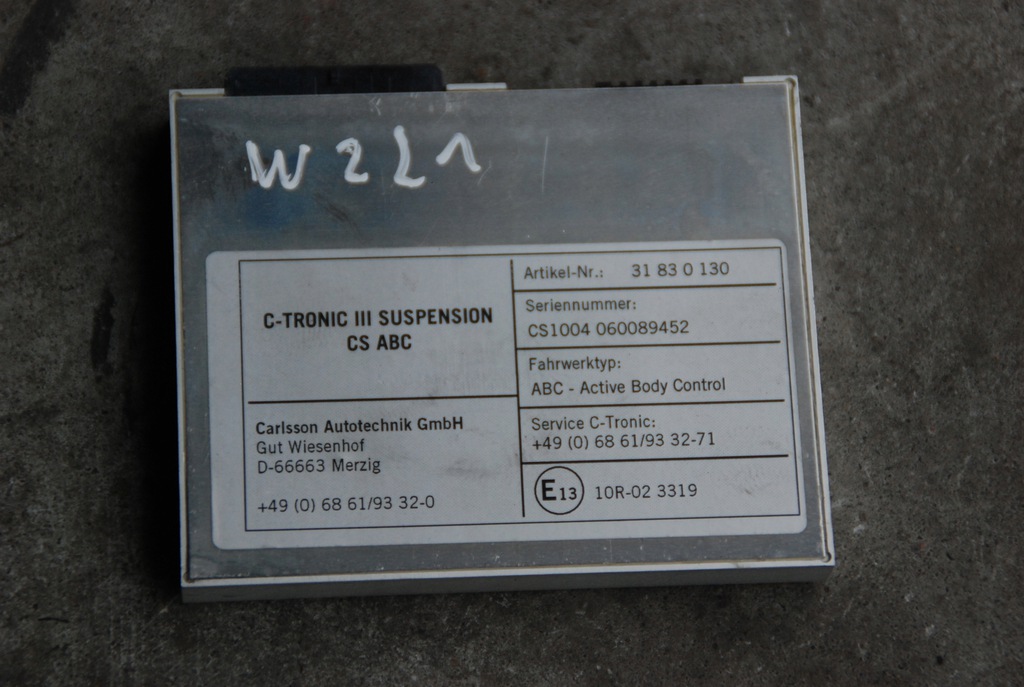 W221
C-TRONIC III SUSPENSION
CS ABC
Carlsson Autotechnik GmbH
Gut Wiesenhof
D-66663 Merzig
+49 (0) 68 61/93 32-0
Artikel-Nr.: 31 83 0 130
Seriennummer:
CS1004 060089452
Fahrwerktyp:
ABC - Active Body Control
Service C-Tronic:
+49 (0) 68 61/93 32-71
E13 10R-02 3319